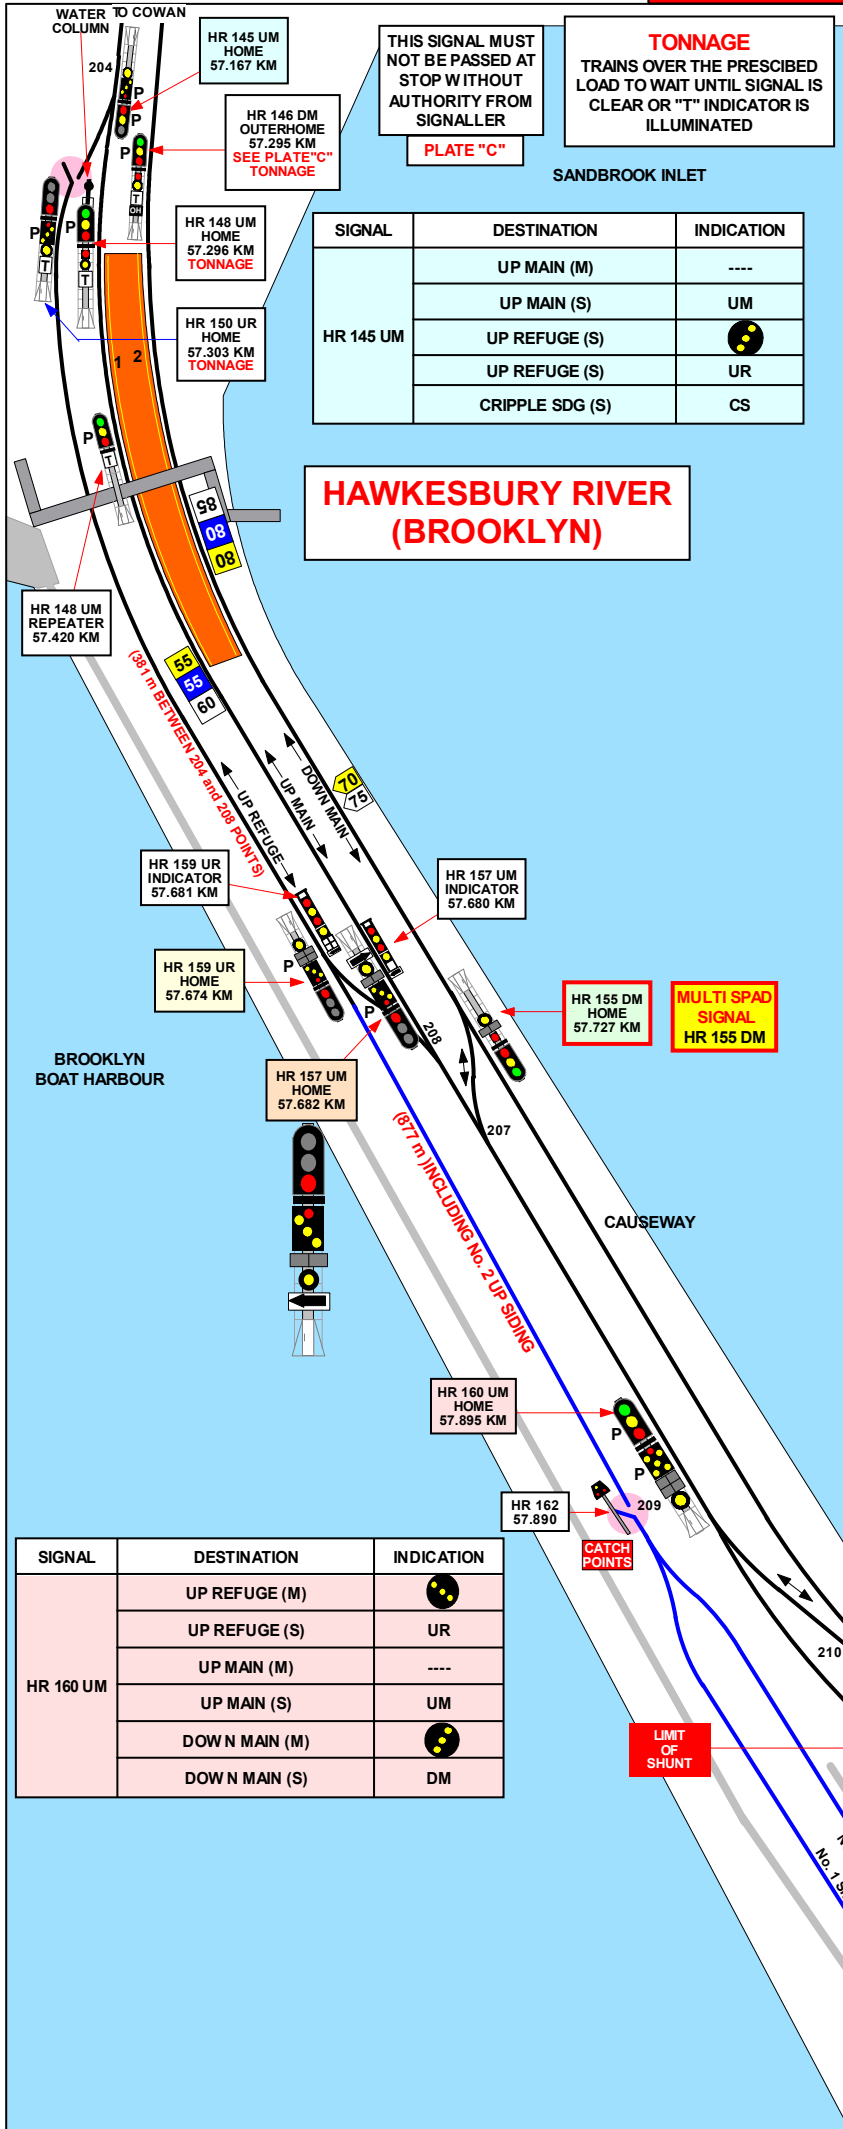 WATER
COLUMN
TO COWAN
204
HR 145 UM
HOME
57.167 KM
THIS SIGNAL MUST
NOT BE PASSED AT
STOP WITHOUT
AUTHORITY FROM
SIGNALLER
PLATE "C"
TONNAGE
TRAINS OVER THE PRESCIBED
LOAD TO WAIT UNTIL SIGNAL IS
CLEAR OR "T" INDICATOR IS
ILLUMINATED
P
P
P
HR 146 DM
OUTERHOME
57.295 KM
SEE PLATE"C"
TONNAGE
SANDBROOK INLET
T
OH
P
P
T
T
HR 148 UM
HOME
57.296 KM
TONNAGE
HR 150 UR
HOME
57.303 KM
TONNAGE
1 2
SIGNAL DESTINATION INDICATION
HR 145 UM
UP MAIN (M) ----
UP MAIN (S) UM
UP REFUGE (S)
UP REFUGE (S) UR
CRIPPLE SDG (S) CS
P
T
HAWKESBURY RIVER
(BROOKLYN)
85
80
80
HR 148 UM
REPEATER
57.420 KM
55
55
60
(381 m BETWEEN 204 and 208 POINTS)
UP REFUGE
UP MAIN
DOWN MAIN
70
75
HR 159 UR
INDICATOR
57.681 KM
HR 157 UM
INDICATOR
57.680 KM
HR 159 UR
HOME
57.674 KM
P
P
208
HR 155 DM
HOME
57.727 KM
MULTI SPAD
SIGNAL
HR 155 DM
BROOKLYN
BOAT HARBOUR
HR 157 UM
HOME
57.682 KM
207
(877 m )INCLUDING No. 2 UP SIDING
CAUSEWAY
HR 160 UM
HOME
57.895 KM
P
P
HR 162
57.890
209
CATCH
POINTS
SIGNAL DESTINATION INDICATION
HR 160 UM
UP REFUGE (M)
UP REFUGE (S) UR
UP MAIN (M) ----
UP MAIN (S) UM
DOWN MAIN (M)
DOWN MAIN (S) DM
210
LIMIT
OF
SHUNT
No. 1